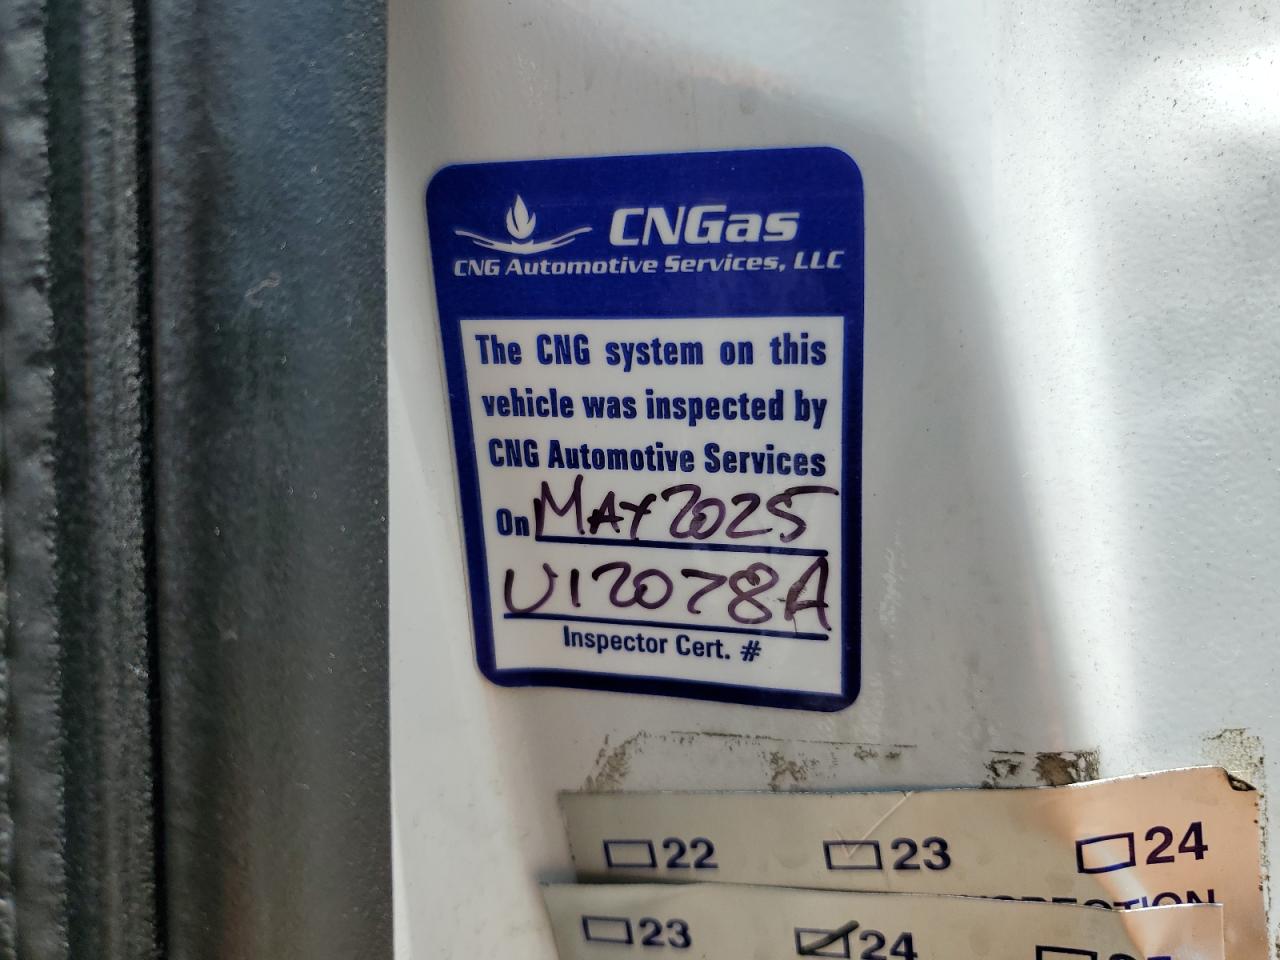 CNGas
CNG Automotive Services, LLC
The CNG system on this
vehicle was inspected by
CNG Automotive Services
On MAY 2025
U12078A
Inspector Cert. #
22 23 24
23 24